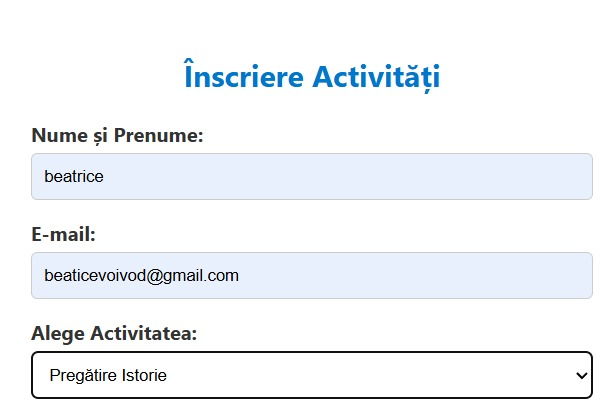 Înscriere Activități
Nume și Prenume:
beatrice
E-mail:
beaticevoivod@gmail.com
Alege Activitatea:
Pregătire Istorie